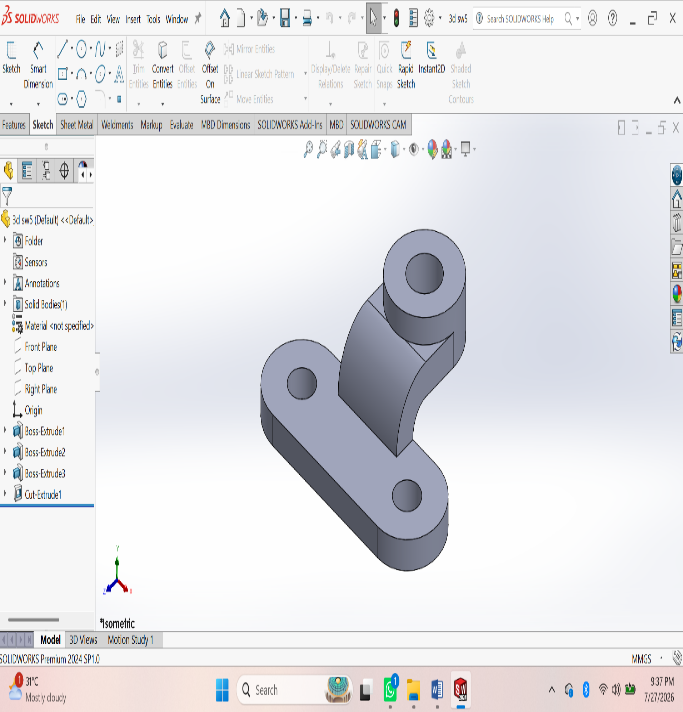 SOLIDWORKS File Edit View Insert Tools Window 3d sw5 Search SOLIDWORKS Help
Sketch Smart Dimension Trim Entities Convert Entities Offset Entities Offset On Surface Mirror Entities Linear Sketch Pattern Move Entities Display/Delete Relations Repair Sketch Quick Snaps Rapid Sketch Instant2D Shaded Sketch Contours
Features Sketch Sheet Metal Weldments Markup Evaluate MBD Dimensions SOLIDWORKS Add-Ins MBD SOLIDWORKS CAM
3d sw5 (Default) <<Default>
Folder
Sensors
Annotations
Solid Bodies(1)
Material <not specified>
Front Plane
Top Plane
Right Plane
Origin
Boss-Extrude1
Boss-Extrude2
Boss-Extrude3
Cut-Extrude1
Y
*Isometric
Model 3D Views Motion Study 1
SOLIDWORKS Premium 2024 SP1.0 MMGS
1 31°C
Mostly cloudy
Search
1
9:37 PM
7/27/2026